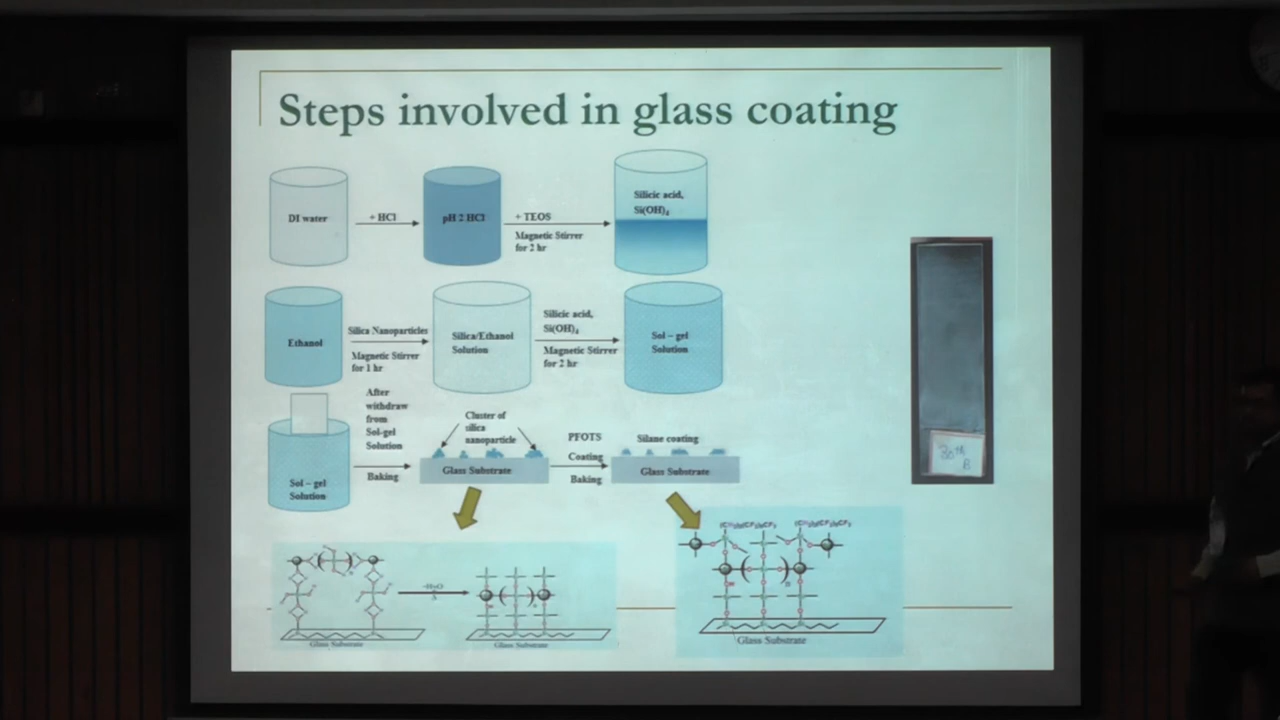 Steps involved in glass coating
DI water
+ HCl
pH 2 HCl
+ TEOS
Magnetic Stirrer
for 2 hr
Silicic acid,
Si(OH)₄
Ethanol
Silica Nanoparticles
Magnetic Stirrer
for 1 hr
Silica/Ethanol
Solution
Silicic acid,
Si(OH)₄
Magnetic Stirrer
for 2 hr
Sol – gel
Solution
Sol – gel
Solution
After
withdraw
from
Sol-gel
Solution
Baking
Cluster of
silica
nanoparticle
Glass Substrate
PFOTS
Coating
Baking
Silane coating
Glass Substrate
-H₂O
Glass Substrate
Glass Substrate
Glass Substrate
30th
B